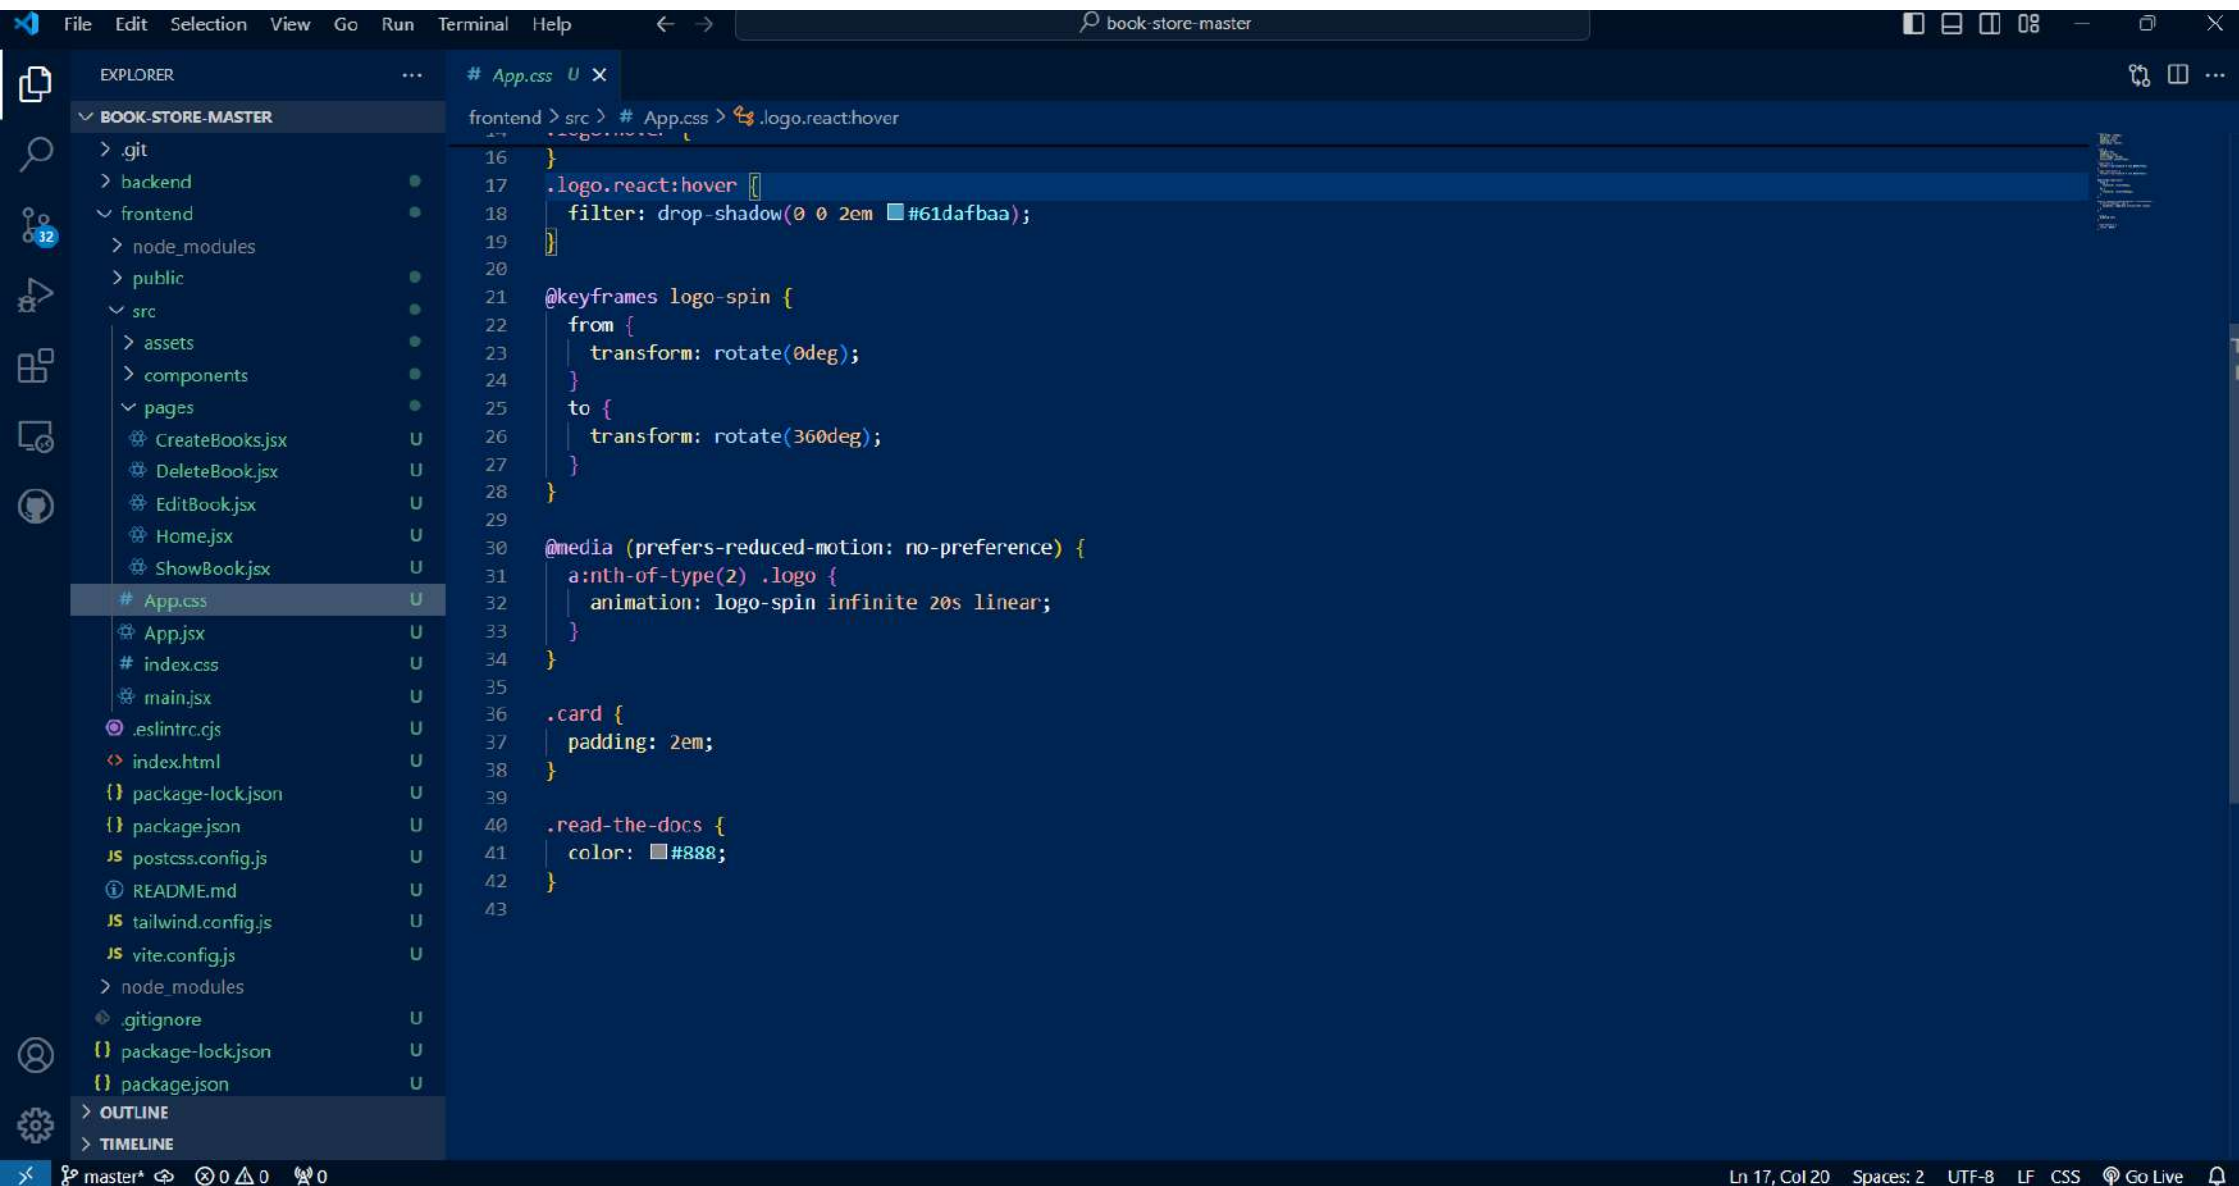 File Edit Selection View Go Run Terminal Help
book-store-master
EXPLORER
# App.css U
BOOK-STORE-MASTER
frontend > src > # App.css > .logo.react:hover
.git
backend
frontend
node_modules
public
src
assets
components
pages
CreateBooks.jsx U
DeleteBook.jsx U
EditBook.jsx U
Home.jsx U
ShowBook.jsx U
# App.css U
App.jsx U
# index.css U
main.jsx U
.eslintrc.cjs U
<> index.html U
{} package-lock.json U
{} package.json U
JS postcss.config.js U
README.md U
JS tailwind.config.js U
JS vite.config.js U
node_modules
.gitignore U
{} package-lock.json U
{} package.json U
OUTLINE
TIMELINE
32
14 .logo:hover {
16 }
17 .logo.react:hover {
18 filter: drop-shadow(0 0 2em #61dafbaa);
19 }
20
21 @keyframes logo-spin {
22 from {
23 transform: rotate(0deg);
24 }
25 to {
26 transform: rotate(360deg);
27 }
28 }
29
30 @media (prefers-reduced-motion: no-preference) {
31 a:nth-of-type(2) .logo {
32 animation: logo-spin infinite 20s linear;
33 }
34 }
35
36 .card {
37 padding: 2em;
38 }
39
40 .read-the-docs {
41 color: #888;
42 }
43
master* 0 0 0
Ln 17, Col 20 Spaces: 2 UTF-8 LF CSS Go Live